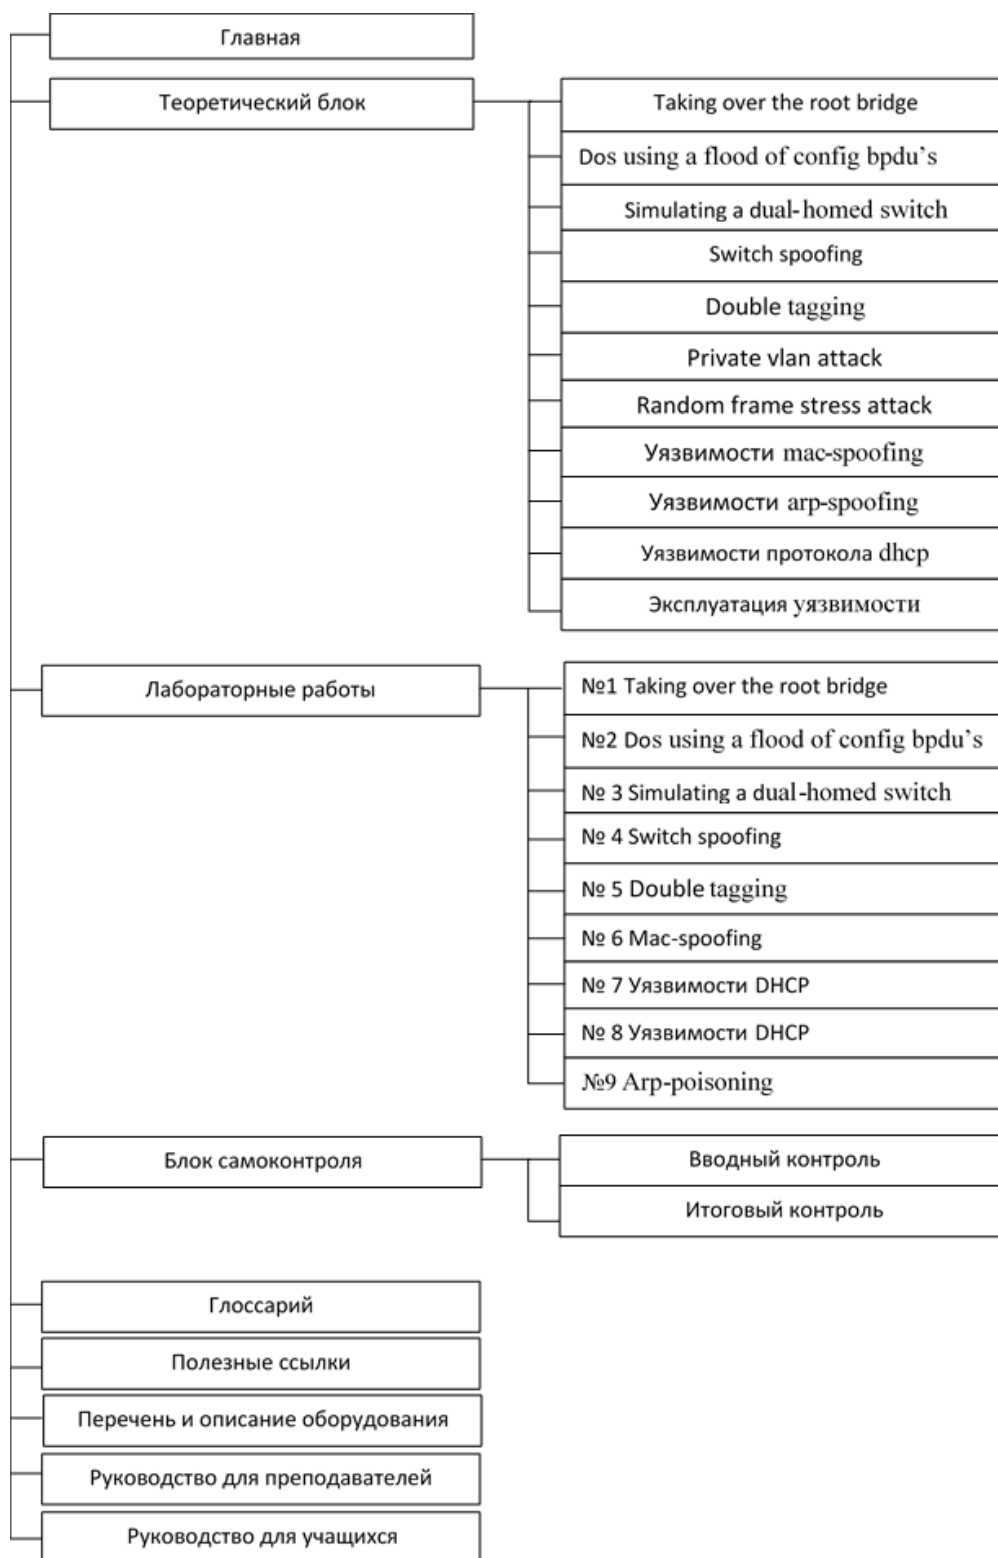 Главная
Теоретический блок
Taking over the root bridge
Dos using a flood of config bpdu’s
Simulating a dual-homed switch
Switch spoofing
Double tagging
Private vlan attack
Random frame stress attack
Уязвимости mac-spoofing
Уязвимости arp-spoofing
Уязвимости протокола dhcp
Эксплуатация уязвимости
Лабораторные работы
№1 Taking over the root bridge
№2 Dos using a flood of config bpdu’s
№ 3 Simulating a dual-homed switch
№ 4 Switch spoofing
№ 5 Double tagging
№ 6 Mac-spoofing
№ 7 Уязвимости DHCP
№ 8 Уязвимости DHCP
№9 Arp-poisoning
Блок самоконтроля
Вводный контроль
Итоговый контроль
Глоссарий
Полезные ссылки
Перечень и описание оборудования
Руководство для преподавателей
Руководство для учащихся